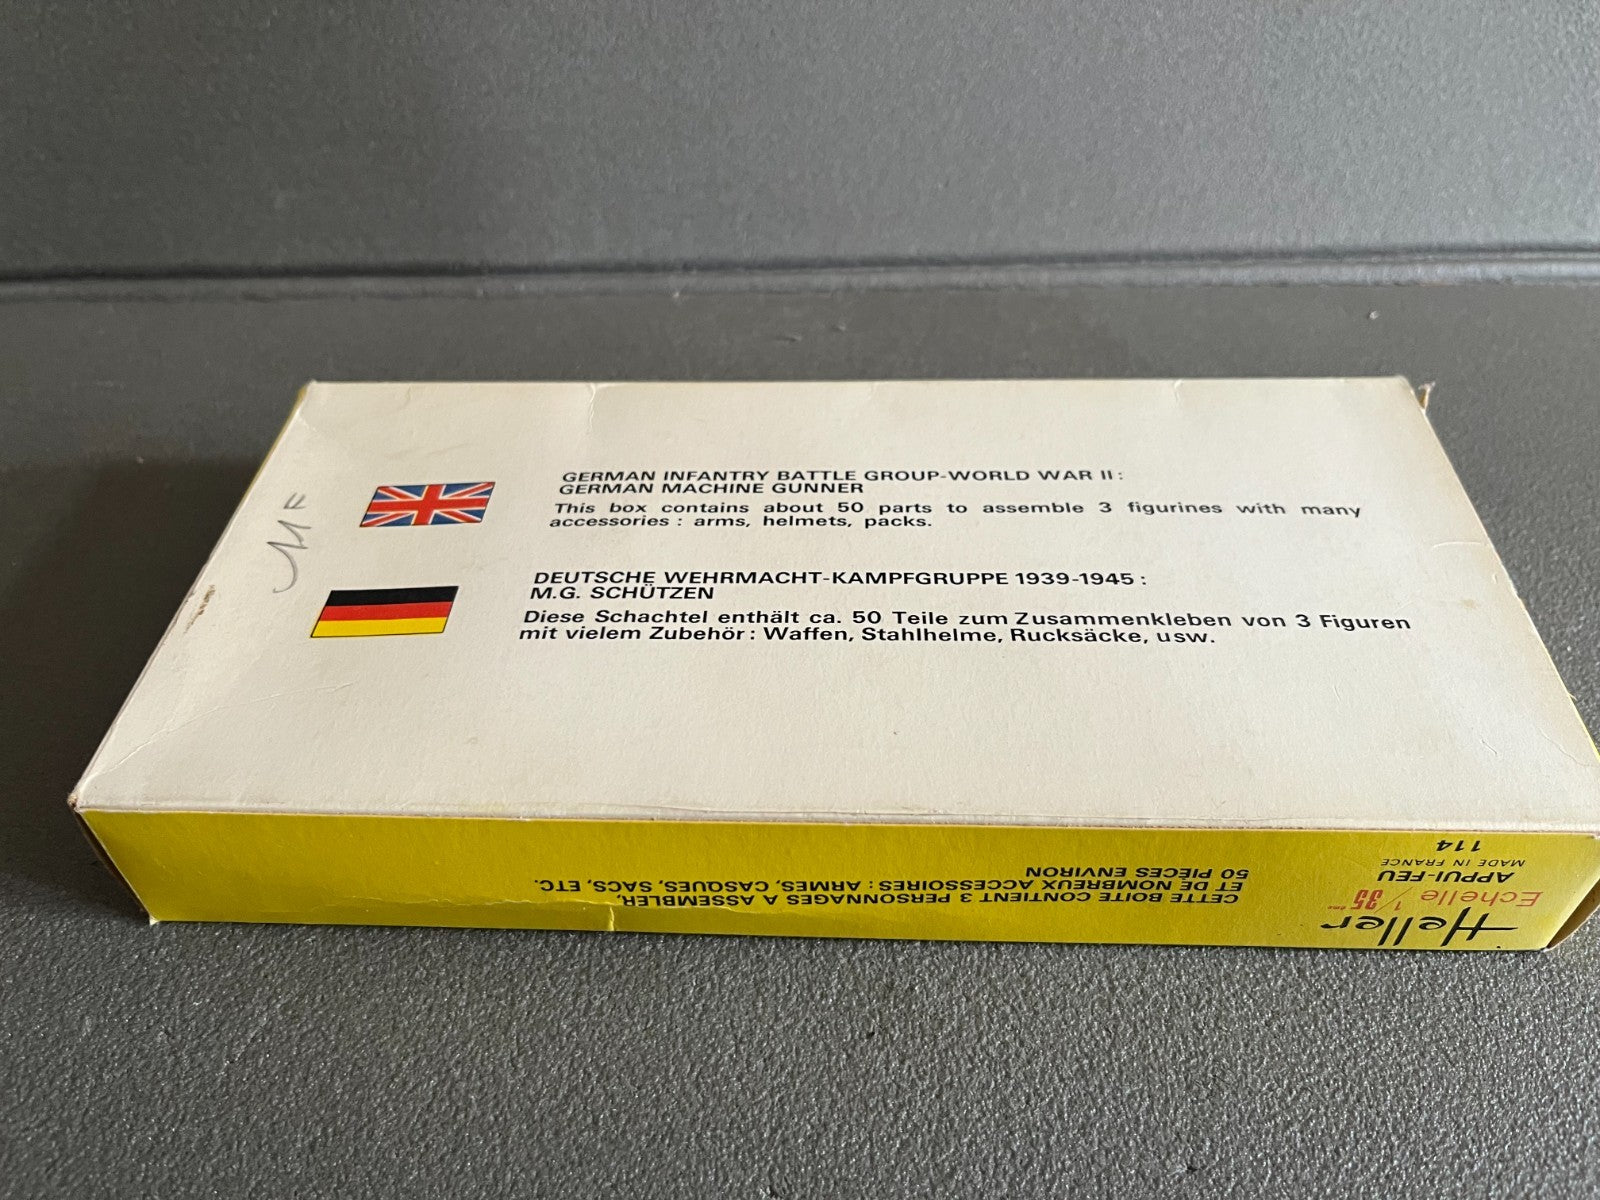 GERMAN INFANTRY BATTLE GROUP-WORLD WAR II :
GERMAN MACHINE GUNNER
This box contains about 50 parts to assemble 3 figurines with many
accessories : arms, helmets, packs.
DEUTSCHE WEHRMACHT-KAMPFGRUPPE 1939-1945 :
M.G. SCHÜTZEN
Diese Schachtel enthält ca. 50 Teile zum Zusammenkleben von 3 Figuren
mit vielem Zubehör : Waffen, Stahlhelme, Rucksäcke, usw.
Heller
Echelle 1/35 ème
APPUI-FEU
MADE IN FRANCE
114
CETTE BOITE CONTIENT 3 PERSONNAGES A ASSEMBLER,
ET DE NOMBREUX ACCESSOIRES : ARMES, CASQUES, SACS, ETC.
50 PIÈCES ENVIRON